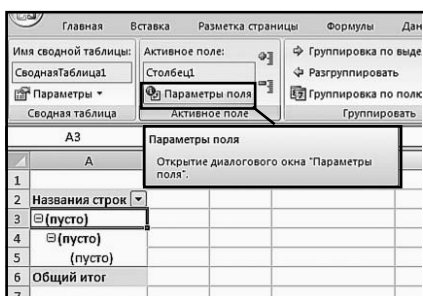 Главная Вставка Разметка страницы Формулы Дан
Имя сводной таблицы: Активное поле: Группировка по выде
СводнаяТаблица1 Столбец1 Разгруппировать
Параметры Параметры поля Группировка по полю
Сводная таблица Активное поле Группировать
A3
Параметры поля
Открытие диалогового окна "Параметры
поля".
A
1
2 Названия строк
3 (пусто)
4 (пусто)
5 (пусто)
6 Общий итог
7